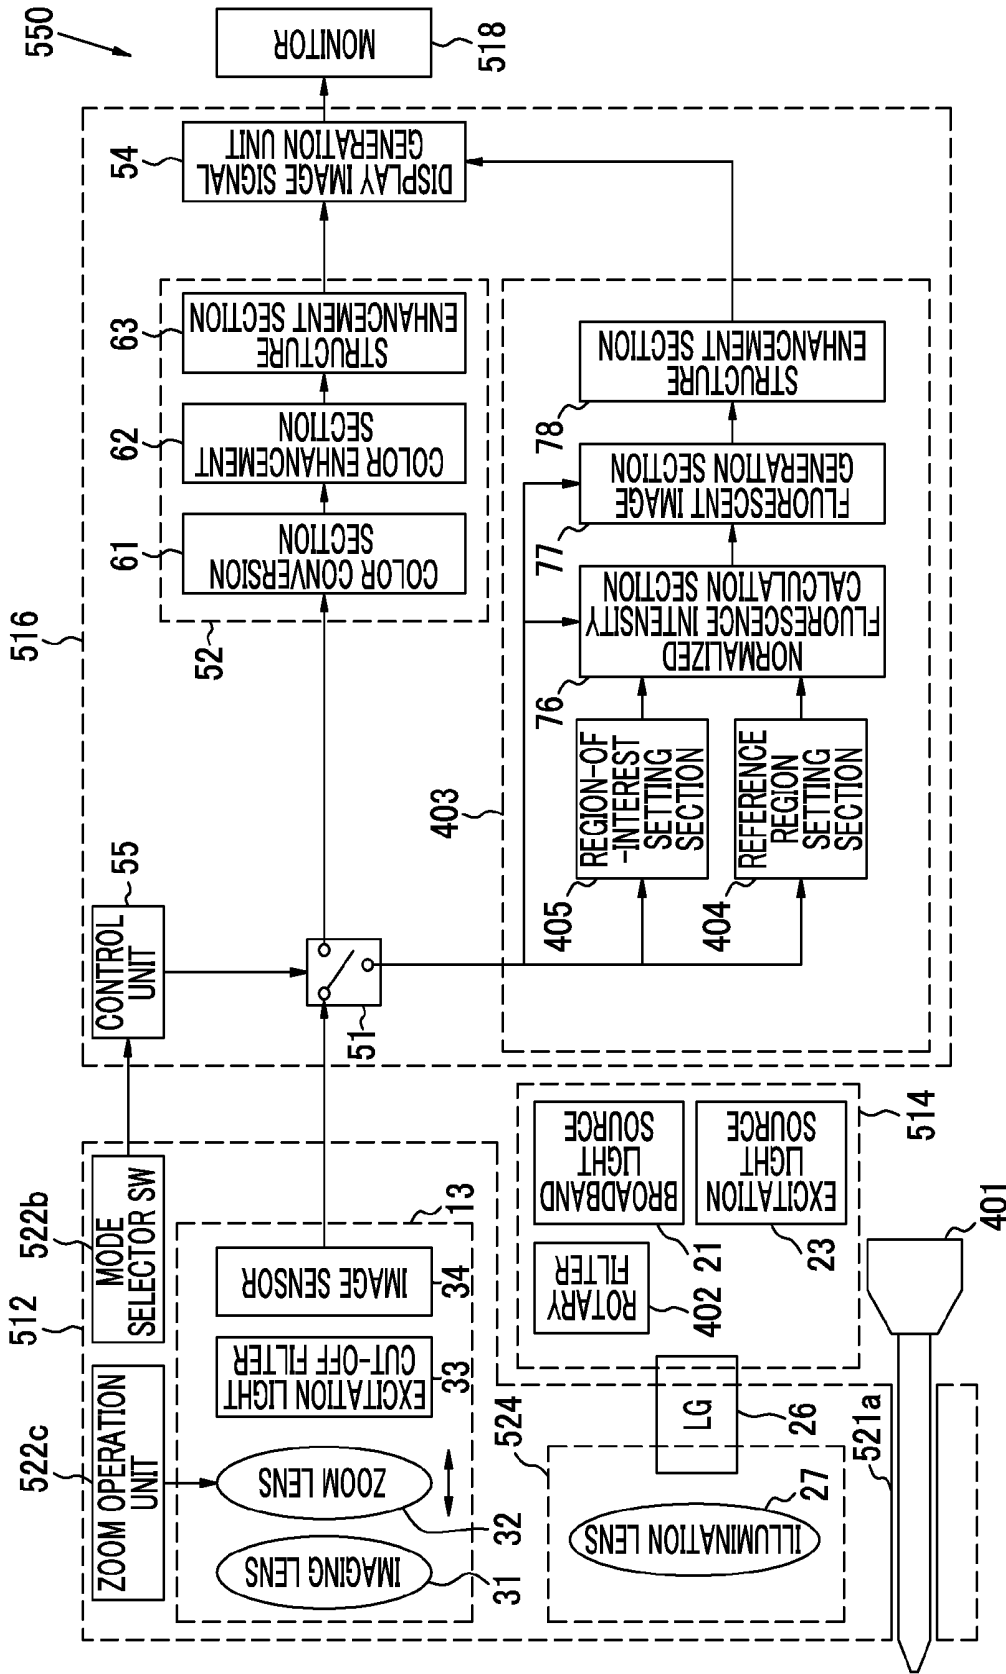 550
MONITOR
518
516
54
DISPLAY IMAGE SIGNAL
GENERATION UNIT
63
STRUCTURE
ENHANCEMENT SECTION
62
COLOR ENHANCEMENT
SECTION
61
COLOR CONVERSION
SECTION
52
55
CONTROL
UNIT
51
403
78
STRUCTURE
ENHANCEMENT SECTION
77
FLUORESCENT IMAGE
GENERATION SECTION
76
NORMALIZED
FLUORESCENCE INTENSITY
CALCULATION SECTION
405
REGION-OF
-INTEREST
SETTING
SECTION
404
REFERENCE
REGION
SETTING
SECTION
512
522b
MODE
SELECTOR SW
522c
ZOOM OPERATION
UNIT
13
IMAGE SENSOR
34
EXCITATION LIGHT
CUT-OFF FILTER
33
ZOOM LENS
32
IMAGING LENS
31
514
BROADBAND
LIGHT
SOURCE
21
EXCITATION
LIGHT
SOURCE
23
ROTARY
FILTER
402
524
LG
26
ILLUMINATION LENS
27
401
521a